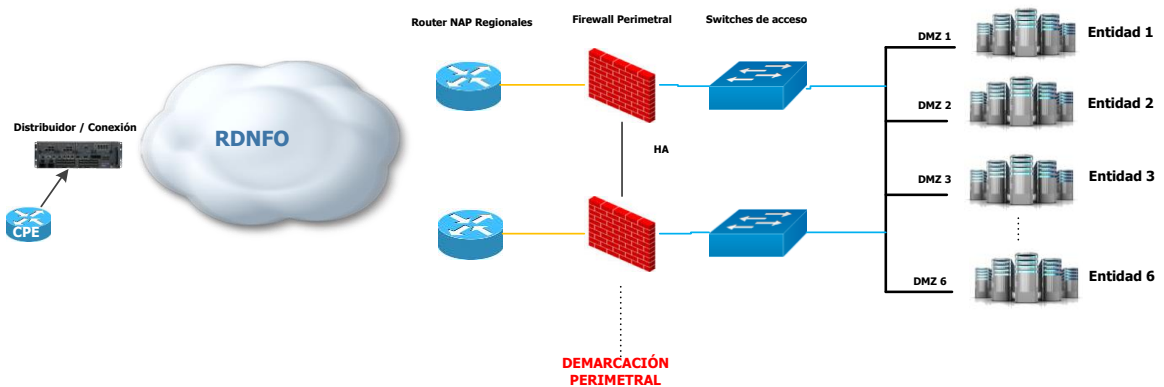 Router NAP Regionales
Firewall Perimetral
Switches de acceso
DMZ 1
Entidad 1
DMZ 2
Entidad 2
Distribuidor / Conexión
RDNFO
HA
DMZ 3
Entidad 3
CPE
DMZ 6
Entidad 6
DEMARCACIÓN
PERIMETRAL